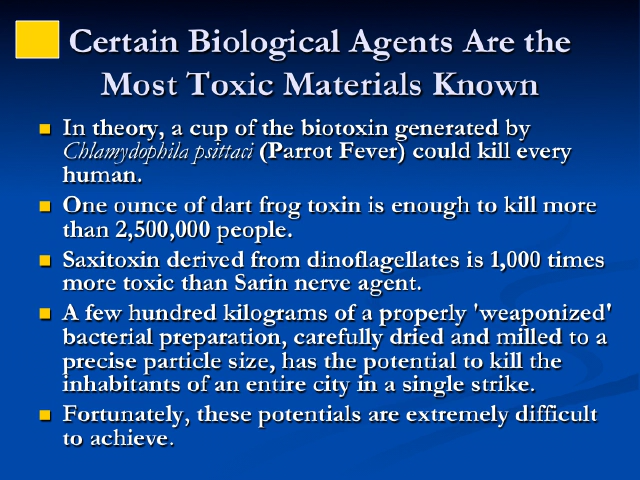 Certain Biological Agents Are the
Most Toxic Materials Known
In theory, a cup of the biotoxin generated by
Chlamydophila psittaci (Parrot Fever) could kill every
human.
One ounce of dart frog toxin is enough to kill more
than 2,500,000 people.
Saxitoxin derived from dinoflagellates is 1,000 times
more toxic than Sarin nerve agent.
A few hundred kilograms of a properly 'weaponized'
bacterial preparation, carefully dried and milled to a
precise particle size, has the potential to kill the
inhabitants of an entire city in a single strike.
Fortunately, these potentials are extremely difficult
to achieve.